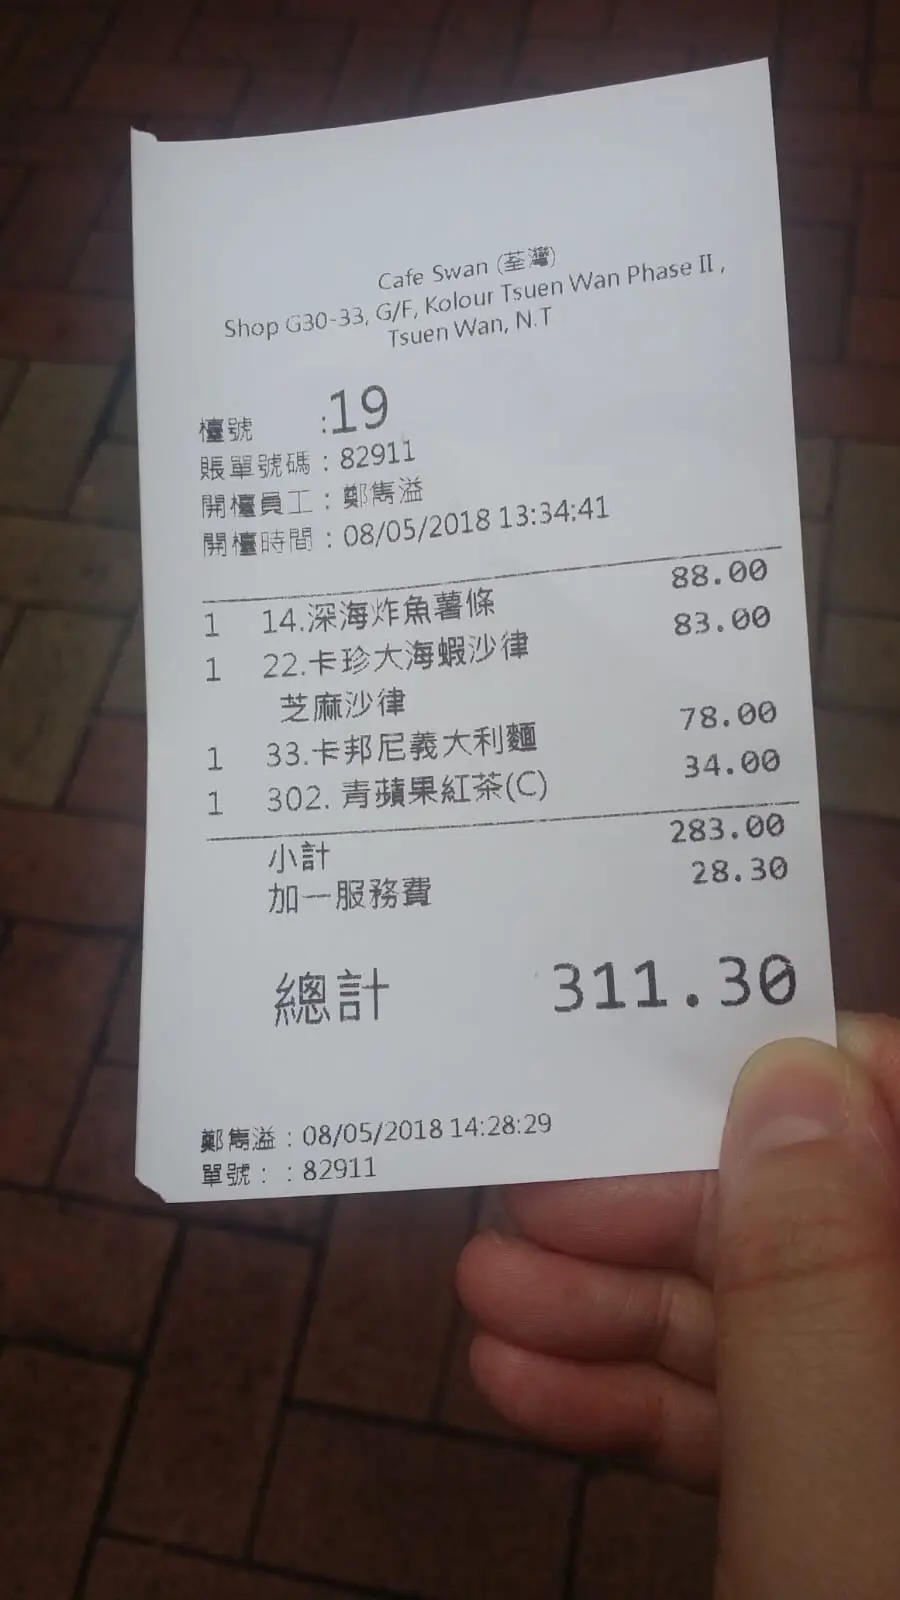 Cafe Swan (荃灣)
Shop G30-33, G/F, Kolour Tsuen Wan Phase II ,
Tsuen Wan, N.T
檯號 :19
賬單號碼 : 82911
開檯員工 : 鄭雋溢
開檯時間 : 08/05/2018 13:34:41
1 14.深海炸魚薯條 88.00
1 22.卡珍大海蝦沙律 83.00
芝麻沙律
1 33.卡邦尼義大利麵 78.00
1 302. 青蘋果紅茶(C) 34.00
小計 283.00
加一服務費 28.30
總計 311.30
鄭雋溢 : 08/05/2018 14:28:29
單號 : : 82911